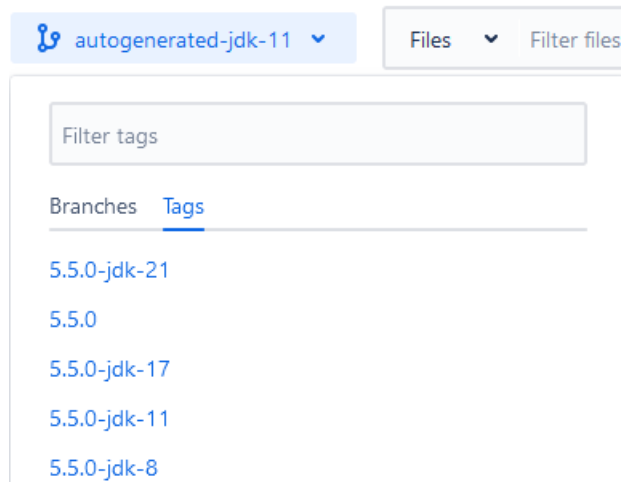 autogenerated-jdk-11 Files Filter files
Filter tags
Branches Tags
5.5.0-jdk-21
5.5.0
5.5.0-jdk-17
5.5.0-jdk-11
5.5.0-jdk-8